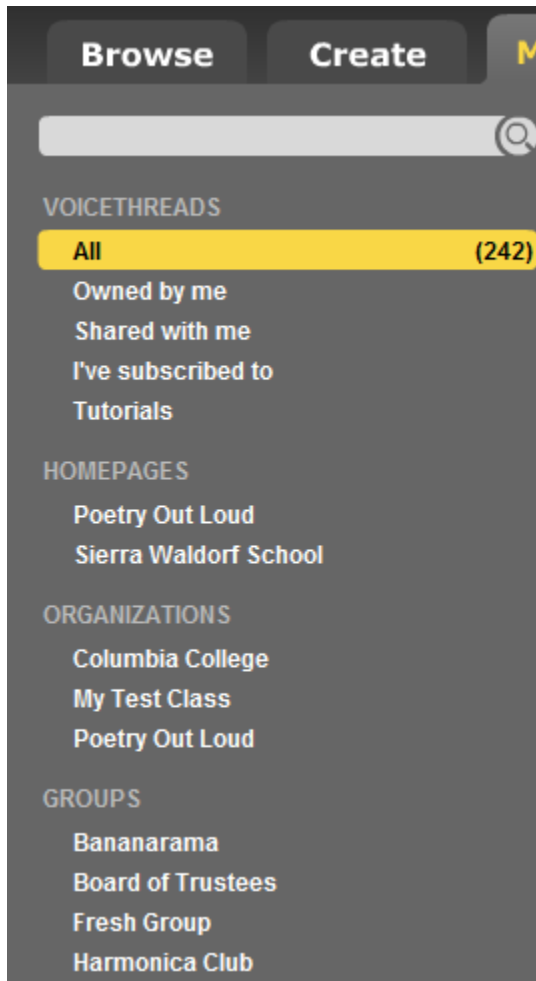 Browse Create M
VOICETHREADS
All (242)
Owned by me
Shared with me
I've subscribed to
Tutorials
HOMEPAGES
Poetry Out Loud
Sierra Waldorf School
ORGANIZATIONS
Columbia College
My Test Class
Poetry Out Loud
GROUPS
Bananarama
Board of Trustees
Fresh Group
Harmonica Club